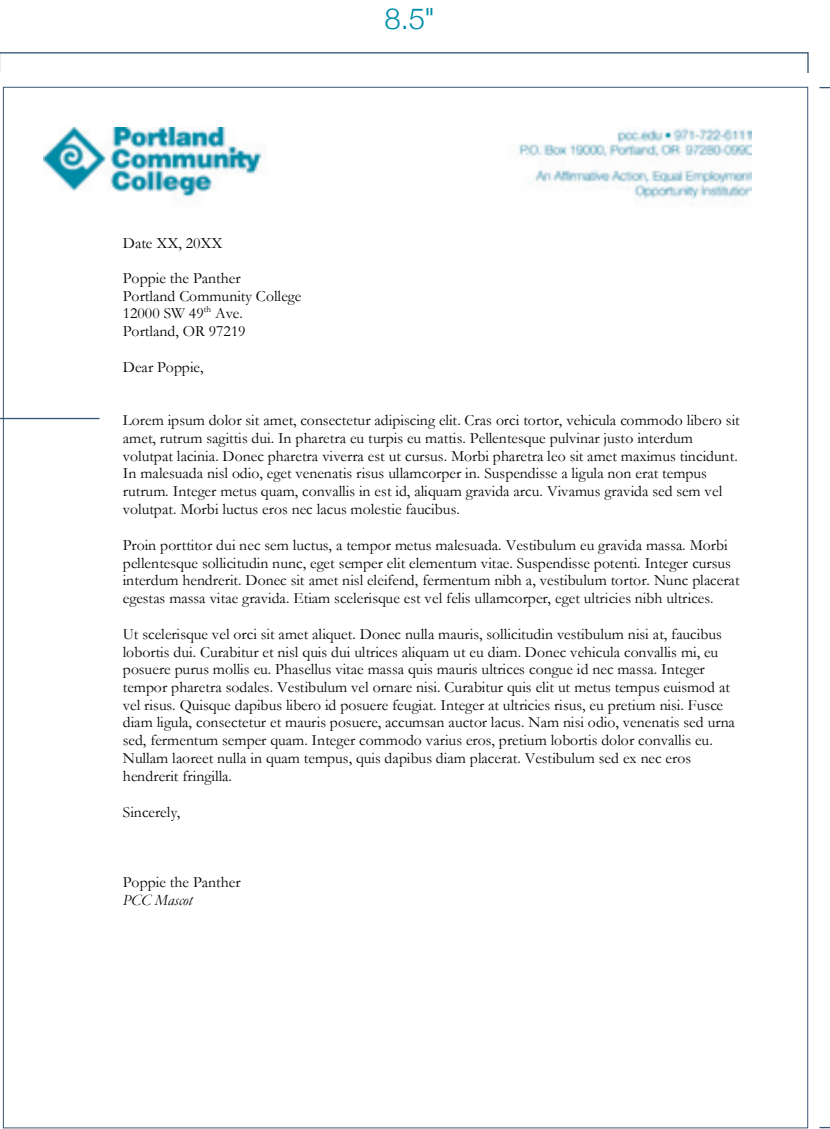 8.5"
Portland
Community
College
pcc.edu • 971-722-6111
P.O. Box 19000, Portland, OR 97280-0990
An Affirmative Action, Equal Employment
Opportunity Institution
Date XX, 20XX
Poppie the Panther
Portland Community College
12000 SW 49th Ave.
Portland, OR 97219
Dear Poppie,
Lorem ipsum dolor sit amet, consectetur adipiscing elit. Cras orci tortor, vehicula commodo libero sit
amet, rutrum sagittis dui. In pharetra eu turpis eu mattis. Pellentesque pulvinar justo interdum
volutpat lacinia. Donec pharetra viverra est ut cursus. Morbi pharetra leo sit amet maximus tincidunt.
In malesuada nisl odio, eget venenatis risus ullamcorper in. Suspendisse a ligula non erat tempus
rutrum. Integer metus quam, convallis in est id, aliquam gravida arcu. Vivamus gravida sed sem vel
volutpat. Morbi luctus eros nec lacus molestie faucibus.
Proin porttitor dui nec sem luctus, a tempor metus malesuada. Vestibulum eu gravida massa. Morbi
pellentesque sollicitudin nunc, eget semper elit elementum vitae. Suspendisse potenti. Integer cursus
interdum hendrerit. Donec sit amet nisl eleifend, fermentum nibh a, vestibulum tortor. Nunc placerat
egestas massa vitae gravida. Etiam scelerisque est vel felis ullamcorper, eget ultricies nibh ultrices.
Ut scelerisque vel orci sit amet aliquet. Donec nulla mauris, sollicitudin vestibulum nisi at, faucibus
lobortis dui. Curabitur et nisl quis dui ultrices aliquam ut eu diam. Donec vehicula convallis mi, eu
posuere purus mollis eu. Phasellus vitae massa quis mauris ultrices congue id nec massa. Integer
tempor pharetra sodales. Vestibulum vel ornare nisi. Curabitur quis elit ut metus tempus euismod at
vel risus. Quisque dapibus libero id posuere feugiat. Integer at ultricies risus, eu pretium nisi. Fusce
diam ligula, consectetur et mauris posuere, accumsan auctor lacus. Nam nisi odio, venenatis sed urna
sed, fermentum semper quam. Integer commodo varius eros, pretium lobortis dolor convallis eu.
Nullam laoreet nulla in quam tempus, quis dapibus diam placerat. Vestibulum sed ex nec eros
hendrerit fringilla.
Sincerely,
Poppie the Panther
PCC Mascot